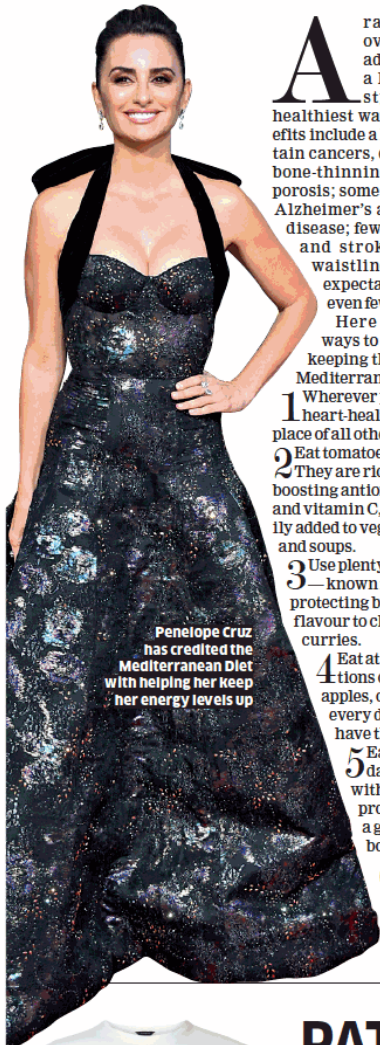 A ra
ov
ad
a
st
healthiest wa
efits include a
tain cancers,
bone-thinning
porosis; some
Alzheimer's a
disease; few
and strok
waistlin
expecta
even fe
Here
ways to
keeping th
Mediterran
1 Wherever
heart-heal
place of all othe
2 Eat tomatoe
They are ric
boosting antio
and vitamin C,
ily added to veg
and soups.
3 Use plenty
— known
protecting b
flavour to c
curries.
4 Eat at
tions
apples,
every d
have t
5 Ea
da
with
pro
a g
bo
Penelope Cruz
has credited the
Mediterranean Diet
with helping her keep
her energy levels up
PAT